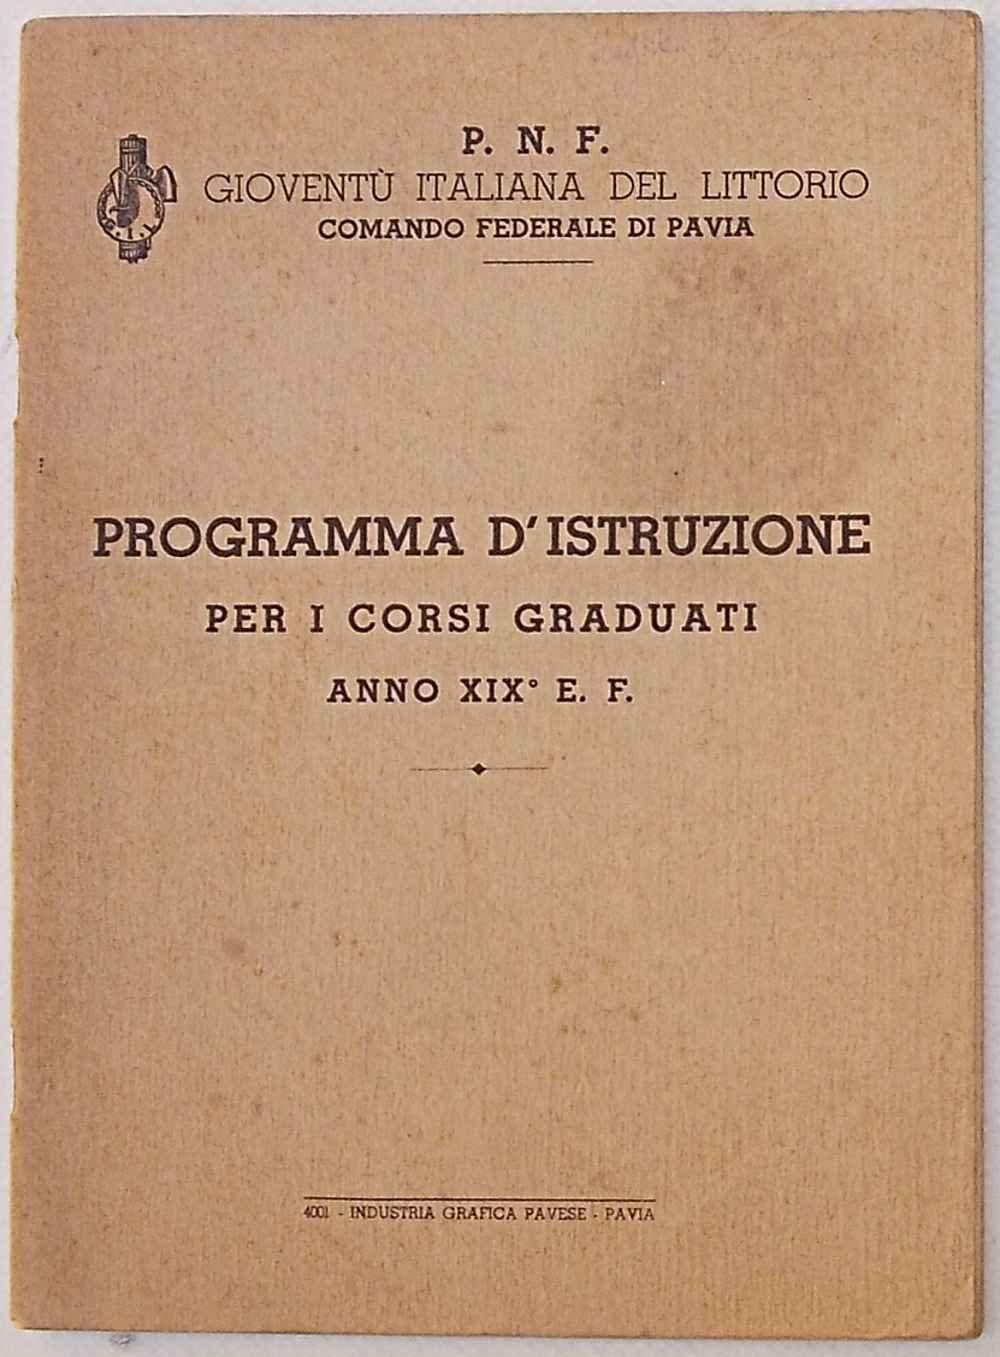 P. N. F.
GIOVENTÙ ITALIANA DEL LITTORIO
COMANDO FEDERALE DI PAVIA
G.I.L
PROGRAMMA D'ISTRUZIONE
PER I CORSI GRADUATI
ANNO XIX° E. F.
4001 - INDUSTRIA GRAFICA PAVESE - PAVIA